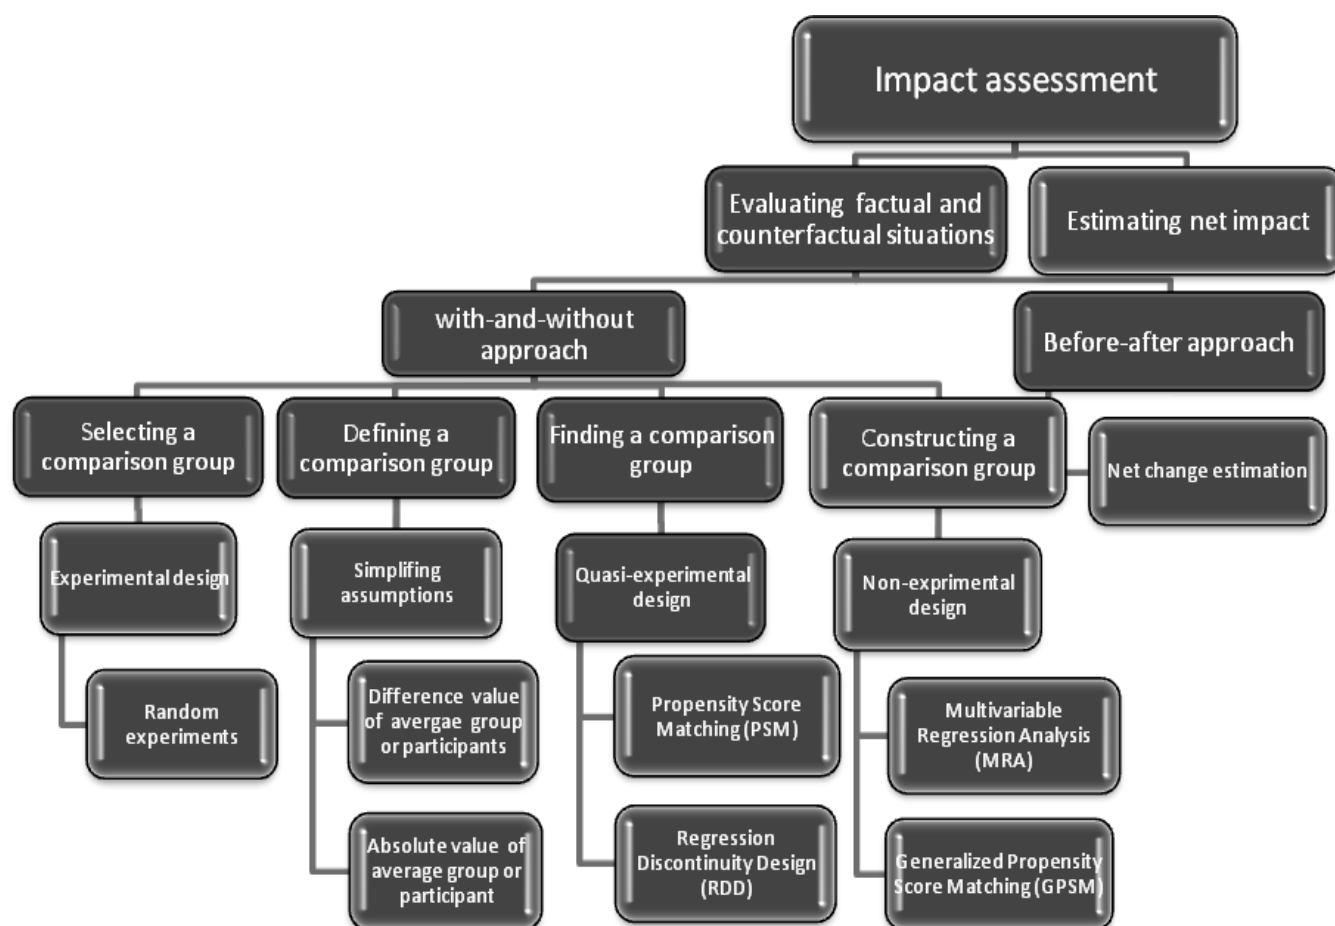 Impact assessment
Evaluating factual and
counterfactual situations
Estimating net impact
with-and-without
approach
Before-after approach
Selecting a
comparison group
Defining a
comparison group
Finding a comparison
group
Constructing a
comparison group
Net change estimation
Experimental design
Simplifing
assumptions
Quasi-experimental
design
Non-exprimental
design
Random
experiments
Difference value
of avergae group
or participants
Propensity Score
Matching (PSM)
Multivariable
Regression Analysis
(MRA)
Absolute value of
average group or
participant
Regression
Discontinuity Design
(RDD)
Generalized Propensity
Score Matching (GPSM)